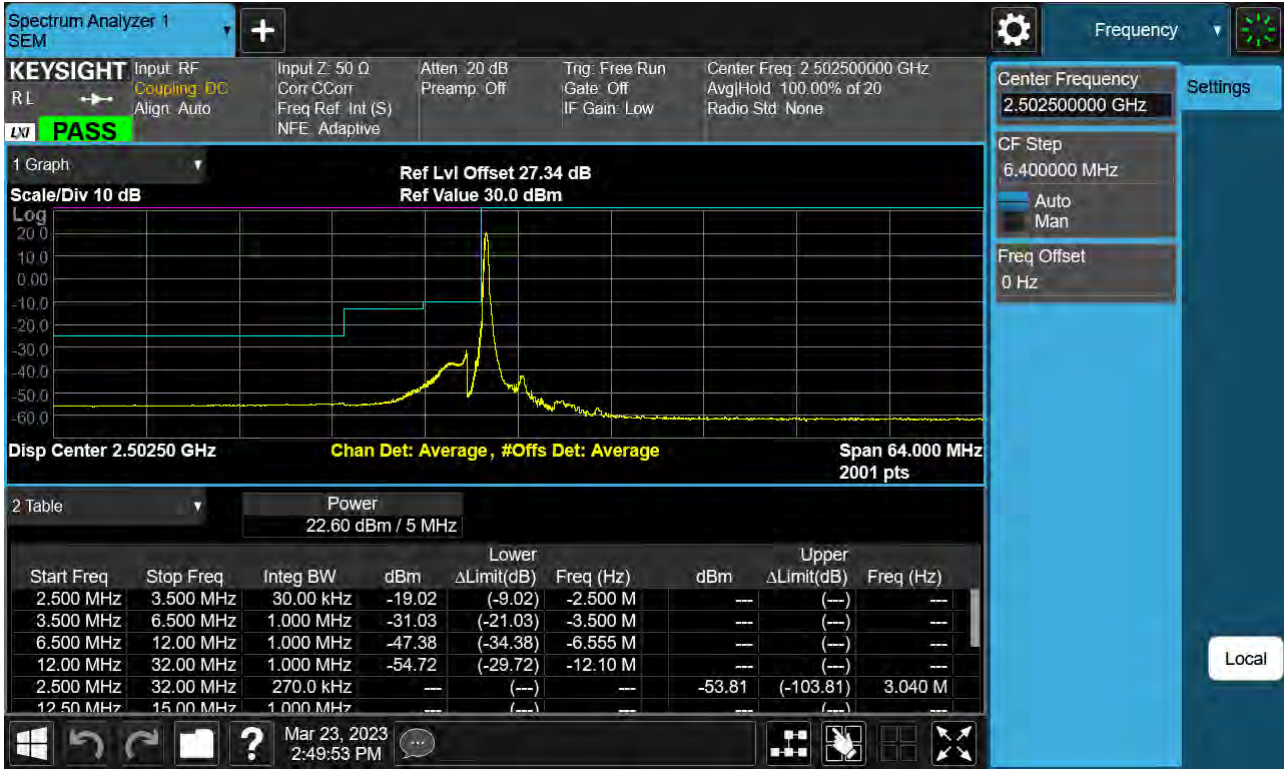 Spectrum Analyzer 1
SEM
Frequency
KEYSIGHT
R L
LXI PASS
Input: RF
Coupling: DC
Align: Auto
Input Z: 50 Ω
Corr CCorr
Freq Ref: Int (S)
NFE: Adaptive
Atten: 20 dB
Preamp: Off
Trig: Free Run
Gate: Off
IF Gain: Low
Center Freq: 2.502500000 GHz
Avg|Hold: 100.00% of 20
Radio Std: None
Center Frequency
2.502500000 GHz
Settings
CF Step
6.400000 MHz
Auto
Man
Freq Offset
0 Hz
Local
1 Graph
Scale/Div 10 dB
Ref Lvl Offset 27.34 dB
Ref Value 30.0 dBm
Log
20.0
10.0
0.00
-10.0
-20.0
-30.0
-40.0
-50.0
-60.0
Disp Center 2.50250 GHz Chan Det: Average, #Offs Det: Average Span 64.000 MHz
2001 pts
2 Table
Power
22.60 dBm / 5 MHz
Lower Upper
Start Freq Stop Freq Integ BW dBm ΔLimit(dB) Freq (Hz) dBm ΔLimit(dB) Freq (Hz)
2.500 MHz 3.500 MHz 30.00 kHz -19.02 (-9.02) -2.500 M --- (---) ---
3.500 MHz 6.500 MHz 1.000 MHz -31.03 (-21.03) -3.500 M --- (---) ---
6.500 MHz 12.00 MHz 1.000 MHz -47.38 (-34.38) -6.555 M --- (---) ---
12.00 MHz 32.00 MHz 1.000 MHz -54.72 (-29.72) -12.10 M --- (---) ---
2.500 MHz 32.00 MHz 270.0 kHz --- (---) --- -53.81 (-103.81) 3.040 M
12.50 MHz 15.00 MHz 1.000 MHz --- (---) --- --- (---) ---
Mar 23, 2023
2:49:53 PM